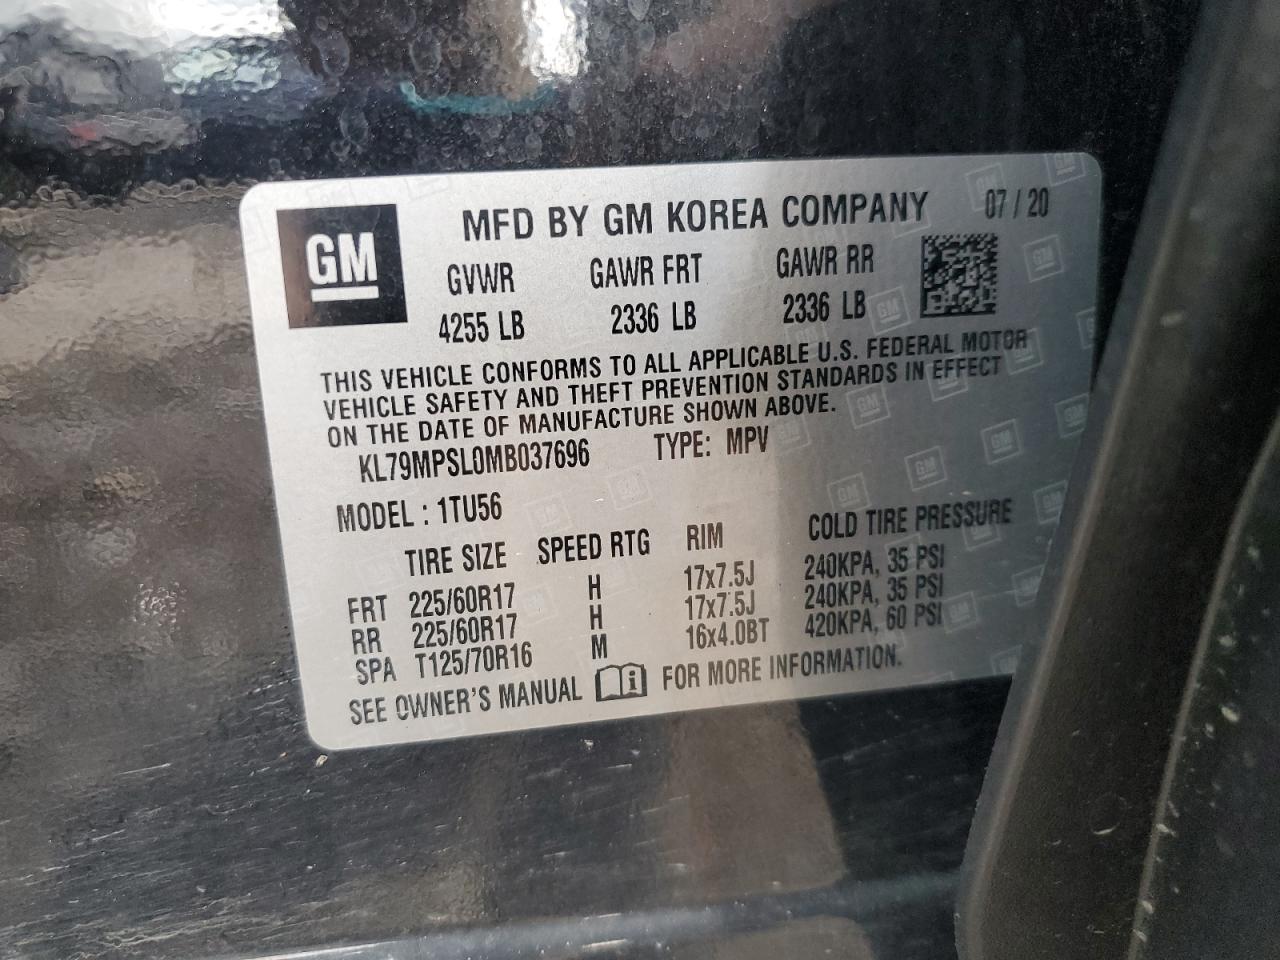 GM
MFD BY GM KOREA COMPANY 07/20
GVWR GAWR FRT GAWR RR
4255 LB 2336 LB 2336 LB
THIS VEHICLE CONFORMS TO ALL APPLICABLE U.S. FEDERAL MOTOR
VEHICLE SAFETY AND THEFT PREVENTION STANDARDS IN EFFECT
ON THE DATE OF MANUFACTURE SHOWN ABOVE.
KL79MPSL0MB037696 TYPE: MPV
MODEL : 1TU56
TIRE SIZE SPEED RTG RIM COLD TIRE PRESSURE
FRT 225/60R17 H 17x7.5J 240KPA, 35 PSI
RR 225/60R17 H 17x7.5J 240KPA, 35 PSI
SPA T125/70R16 M 16x4.0BT 420KPA, 60 PSI
SEE OWNER'S MANUAL FOR MORE INFORMATION.